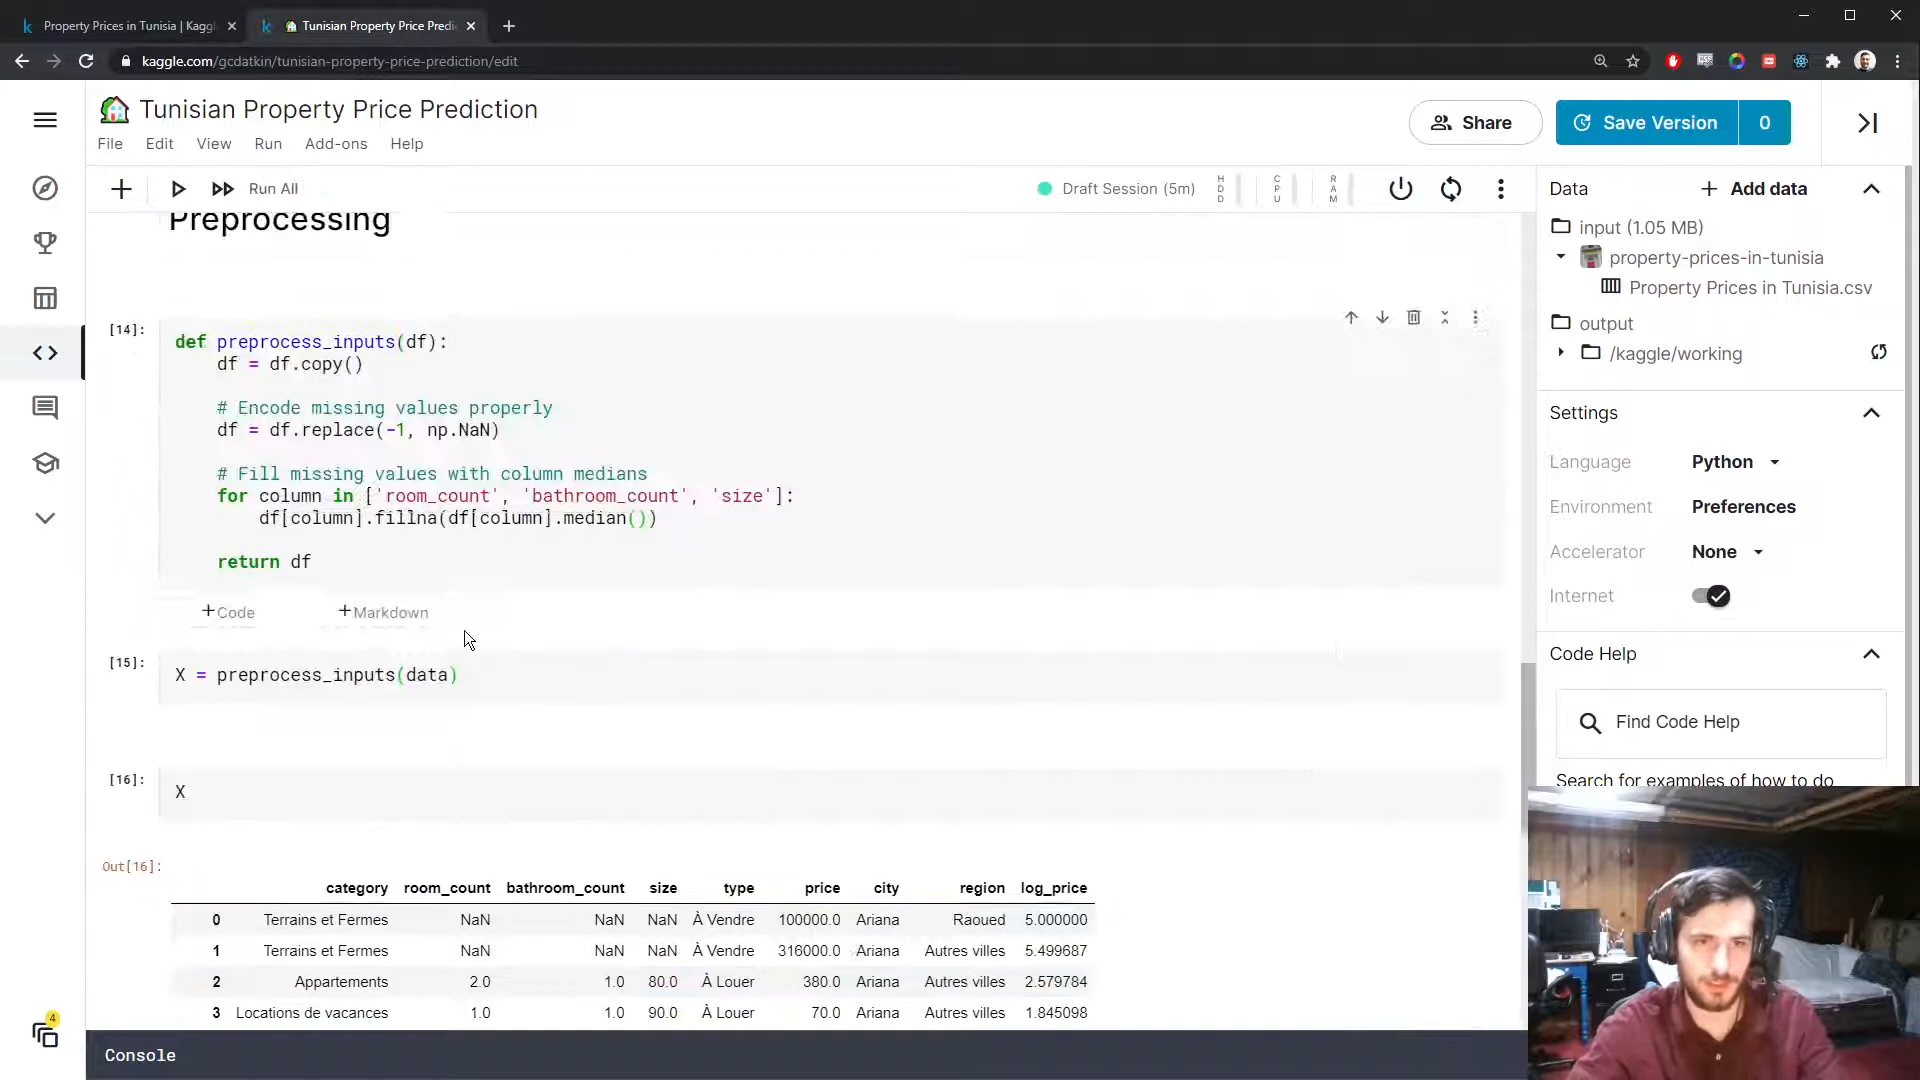 Property Prices in Tunisia | Kaggl
Tunisian Property Price Predi
kaggle.com/gcdatkin/tunisian-property-price-prediction/edit
Tunisian Property Price Prediction
File Edit View Run Add-ons Help
Share
Save Version 0
Run All
Draft Session (5m)
HDD
CPU
RAM
Data
Add data
input (1.05 MB)
property-prices-in-tunisia
Property Prices in Tunisia.csv
output
/kaggle/working
Settings
Language Python
Environment Preferences
Accelerator None
Internet
Code Help
Find Code Help
Search for examples of how to do
Preprocessing
[14]:
def preprocess_inputs(df):
df = df.copy()
# Encode missing values properly
df = df.replace(-1, np.NaN)
# Fill missing values with column medians
for column in ['room_count', 'bathroom_count', 'size']:
df[column].fillna(df[column].median())
return df
+Code +Markdown
[15]:
X = preprocess_inputs(data)
[16]:
X
Out[16]:
category room_count bathroom_count size type price city region log_price
0 Terrains et Fermes NaN NaN NaN À Vendre 100000.0 Ariana Raoued 5.000000
1 Terrains et Fermes NaN NaN NaN À Vendre 316000.0 Ariana Autres villes 5.499687
2 Appartements 2.0 1.0 80.0 À Louer 380.0 Ariana Autres villes 2.579784
3 Locations de vacances 1.0 1.0 90.0 À Louer 70.0 Ariana Autres villes 1.845098
4
Console